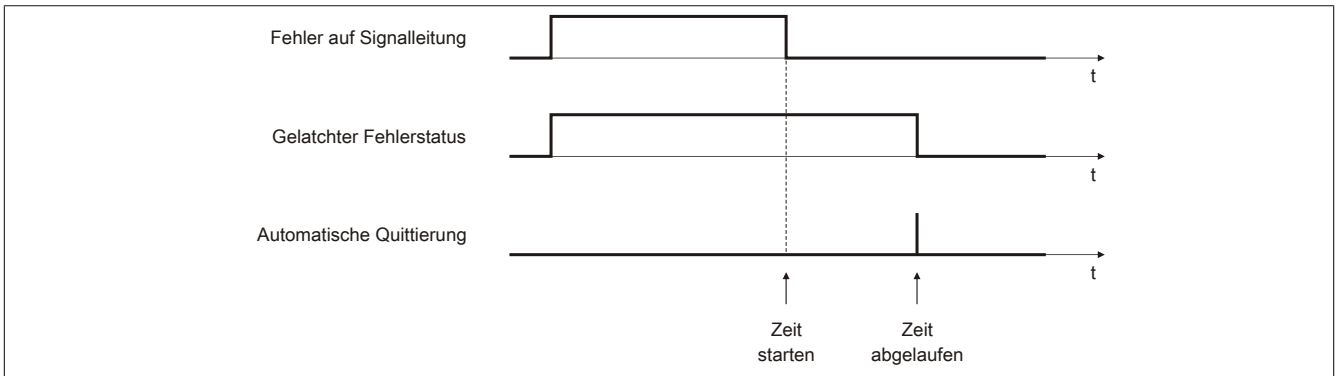 Fehler auf Signalleitung
t
Gelatchter Fehlerstatus
t
Automatische Quittierung
t
Zeit
starten
Zeit
abgelaufen